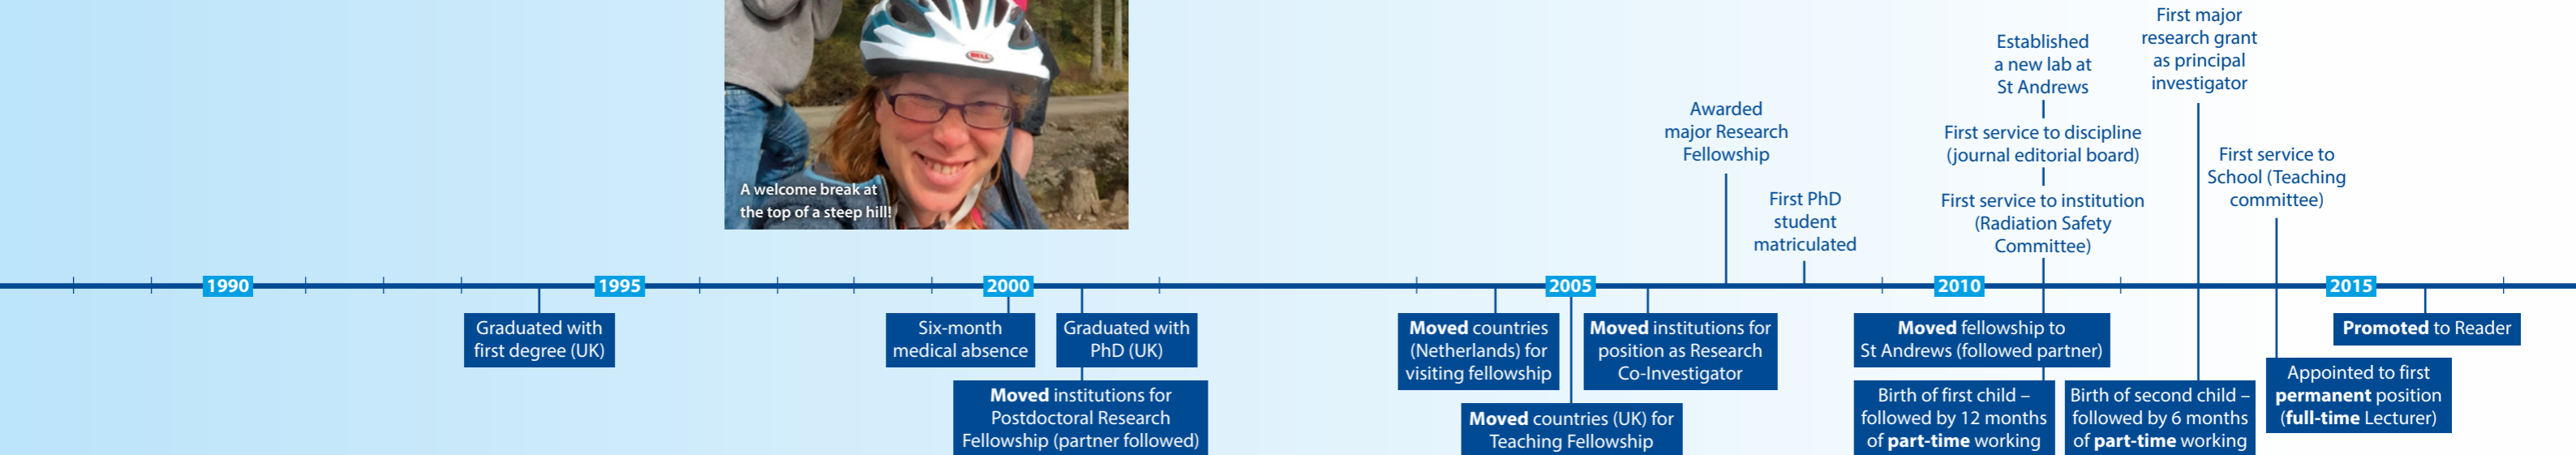 First major
research grant
as principal
investigator
Established
a new lab at
St Andrews
Awarded
major Research
Fellowship
First service to discipline
(journal editorial board)
First service to
School (Teaching
committee)
First PhD
student
matriculated
First service to institution
(Radiation Safety
Committee)
BELL
A welcome break at
the top of a steep hill!
1990
1995
2000
2005
2010
2015
Graduated with
first degree (UK)
Six-month
medical absence
Graduated with
PhD (UK)
Moved institutions for
Postdoctoral Research
Fellowship (partner followed)
Moved countries
(Netherlands) for
visiting fellowship
Moved countries (UK) for
Teaching Fellowship
Moved institutions for
position as Research
Co-Investigator
Moved fellowship to
St Andrews (followed partner)
Birth of first child –
followed by 12 months
of part-time working
Birth of second child –
followed by 6 months
of part-time working
Appointed to first
permanent position
(full-time Lecturer)
Promoted to Reader